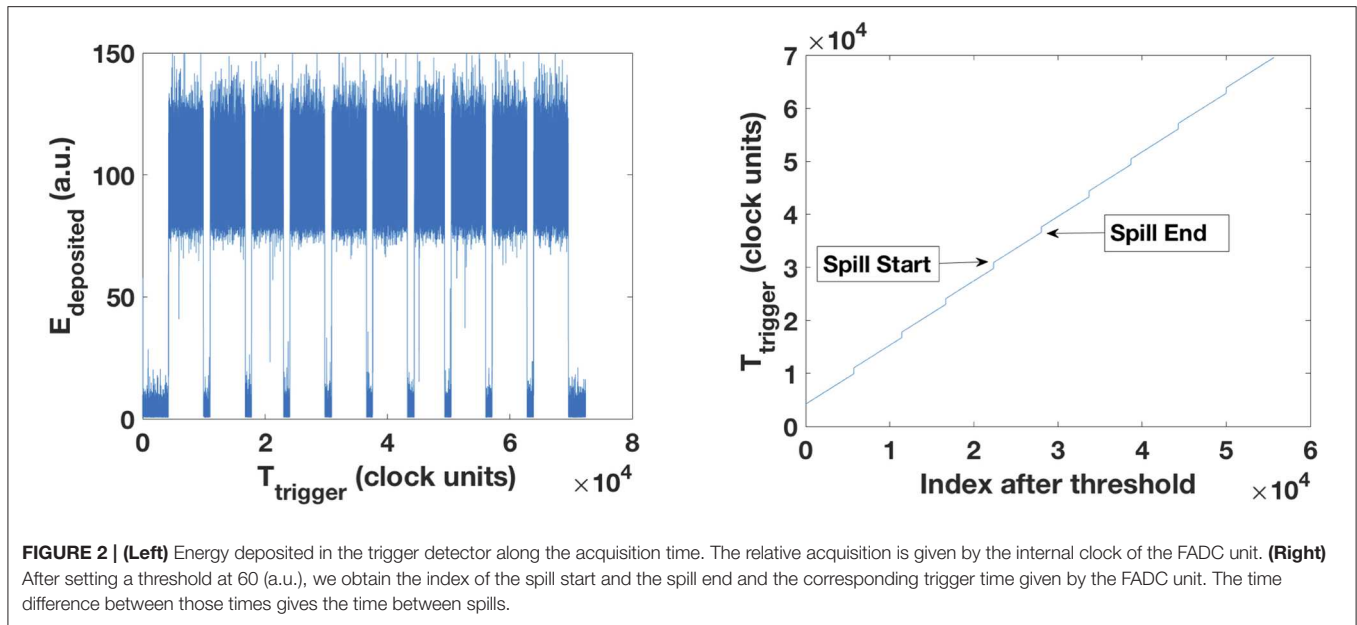 150
100
50
0
E_deposited (a.u.)
0 2 4 6 8
T_trigger (clock units)
×10^4
×10^4
7
6
5
4
3
2
1
0
T_trigger (clock units)
Spill End
Spill Start
0 1 2 3 4 5 6
Index after threshold
×10^4
FIGURE 2 | (Left) Energy deposited in the trigger detector along the acquisition time. The relative acquisition is given by the internal clock of the FADC unit. (Right)
After setting a threshold at 60 (a.u.), we obtain the index of the spill start and the spill end and the corresponding trigger time given by the FADC unit. The time
difference between those times gives the time between spills.